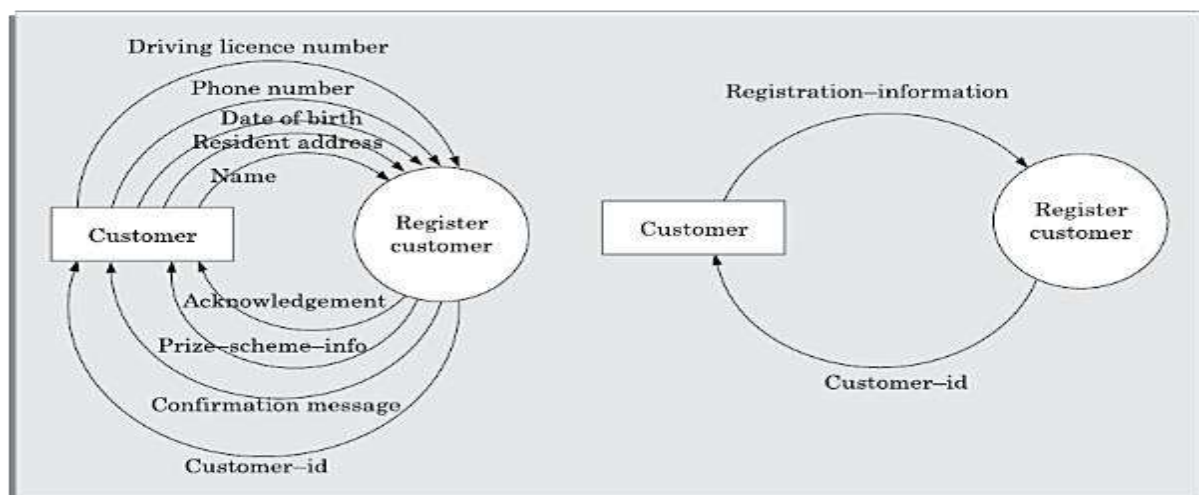 Driving licence number
Phone number
Date of birth
Resident address
Name
Customer
Register
customer
Acknowledgement
Prize–scheme–info
Confirmation message
Customer–id
Registration–information
Customer
Register
customer
Customer–id